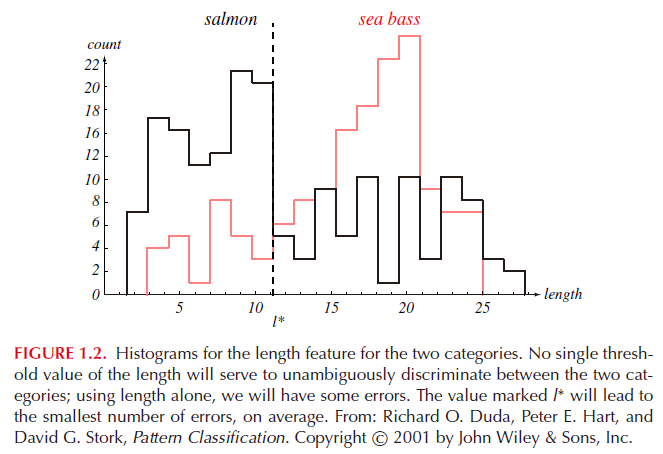 salmon sea bass
count
22
20
18
16
12
10
8
6
4
2
0
5 10 15 20 25 length
l*
FIGURE 1.2. Histograms for the length feature for the two categories. No single thresh-
old value of the length will serve to unambiguously discriminate between the two cat-
egories; using length alone, we will have some errors. The value marked l* will lead to
the smallest number of errors, on average. From: Richard O. Duda, Peter E. Hart, and
David G. Stork, Pattern Classification. Copyright © 2001 by John Wiley & Sons, Inc.